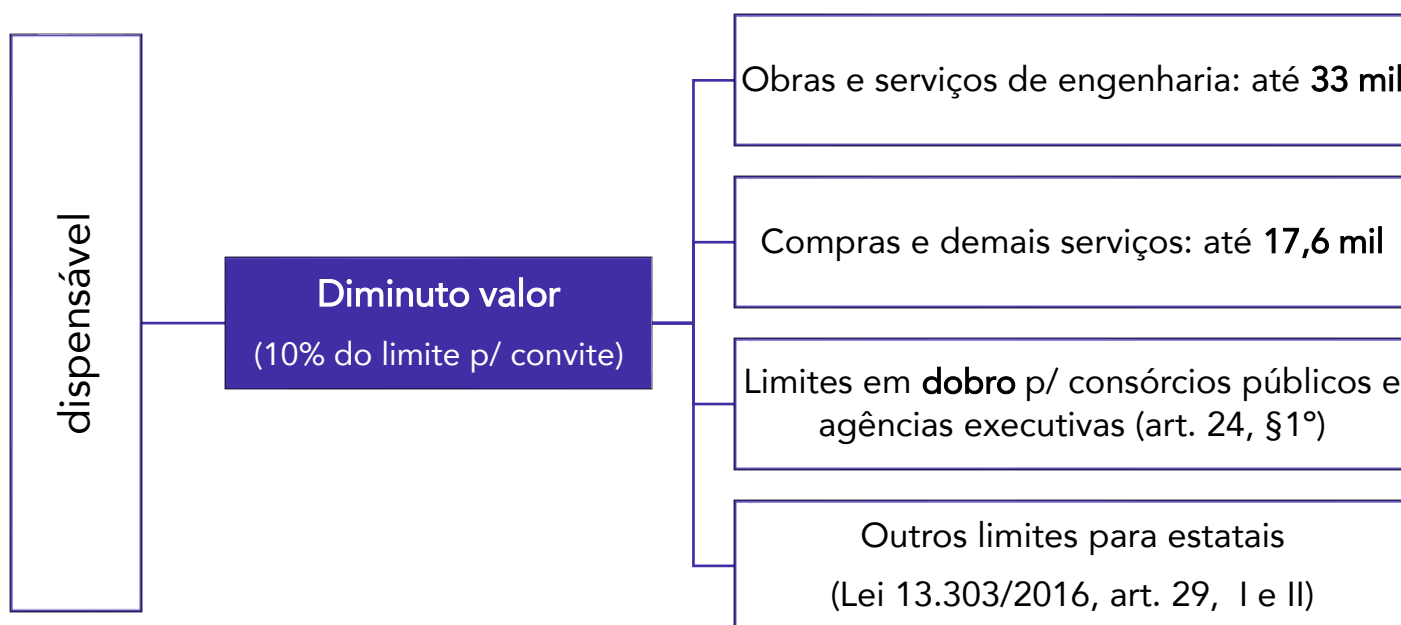 dispensável
Diminuto valor
(10% do limite p/ convite)
Obras e serviços de engenharia: até 33 mil
Compras e demais serviços: até 17,6 mil
Limites em dobro p/ consórcios públicos e
agências executivas (art. 24, §1º)
Outros limites para estatais
(Lei 13.303/2016, art. 29, I e II)